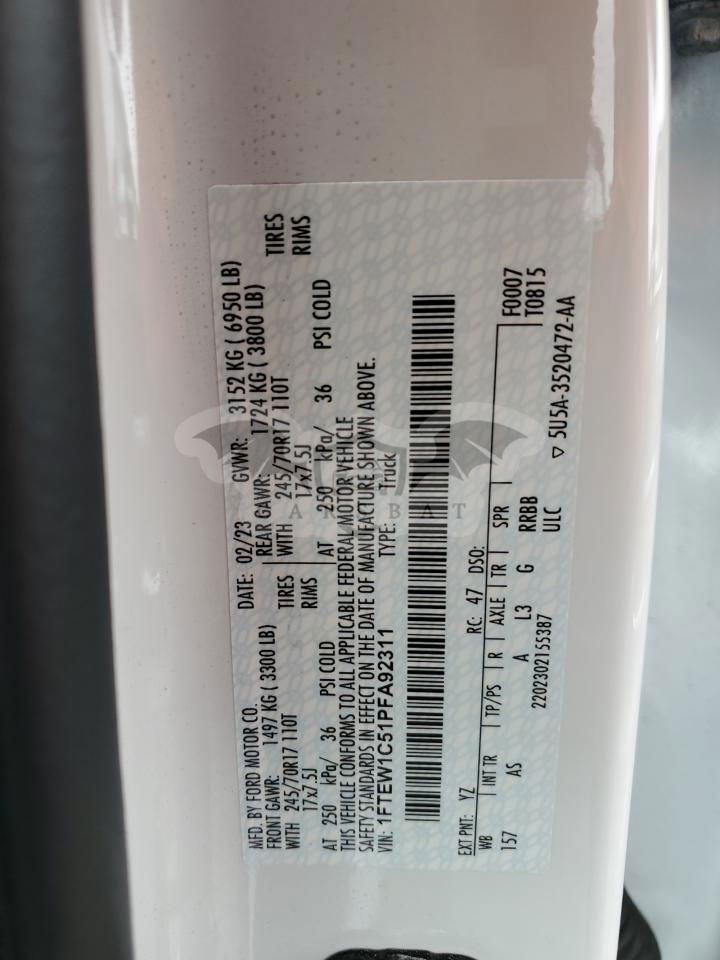 MFD. BY FORD MOTOR CO.
DATE: 02/23 GVWR: 3152 KG ( 6950 LB)
FRONT GAWR: 1497 KG ( 3300 LB) REAR GAWR: 1724 KG ( 3800 LB)
WITH 245/70R17 110T TIRES WITH 245/70R17 110T TIRES
17x7.5J RIMS 17x7.5J RIMS
AT 250 kPa/ 36 PSI COLD AT 250 kPa/ 36 PSI COLD
THIS VEHICLE CONFORMS TO ALL APPLICABLE FEDERAL MOTOR VEHICLE
SAFETY STANDARDS IN EFFECT ON THE DATE OF MANUFACTURE SHOWN ABOVE.
VIN: 1FTEW1C51PFA92311 TYPE: Truck
EXT PNT: YZ RC: 47 DSO:
WB INT TR TP/PS R AXLE TR SPR F0007
157 AS A L3 G RRBB T0815
2202302155387 ULC
▽ 5U5A-3520472-AA